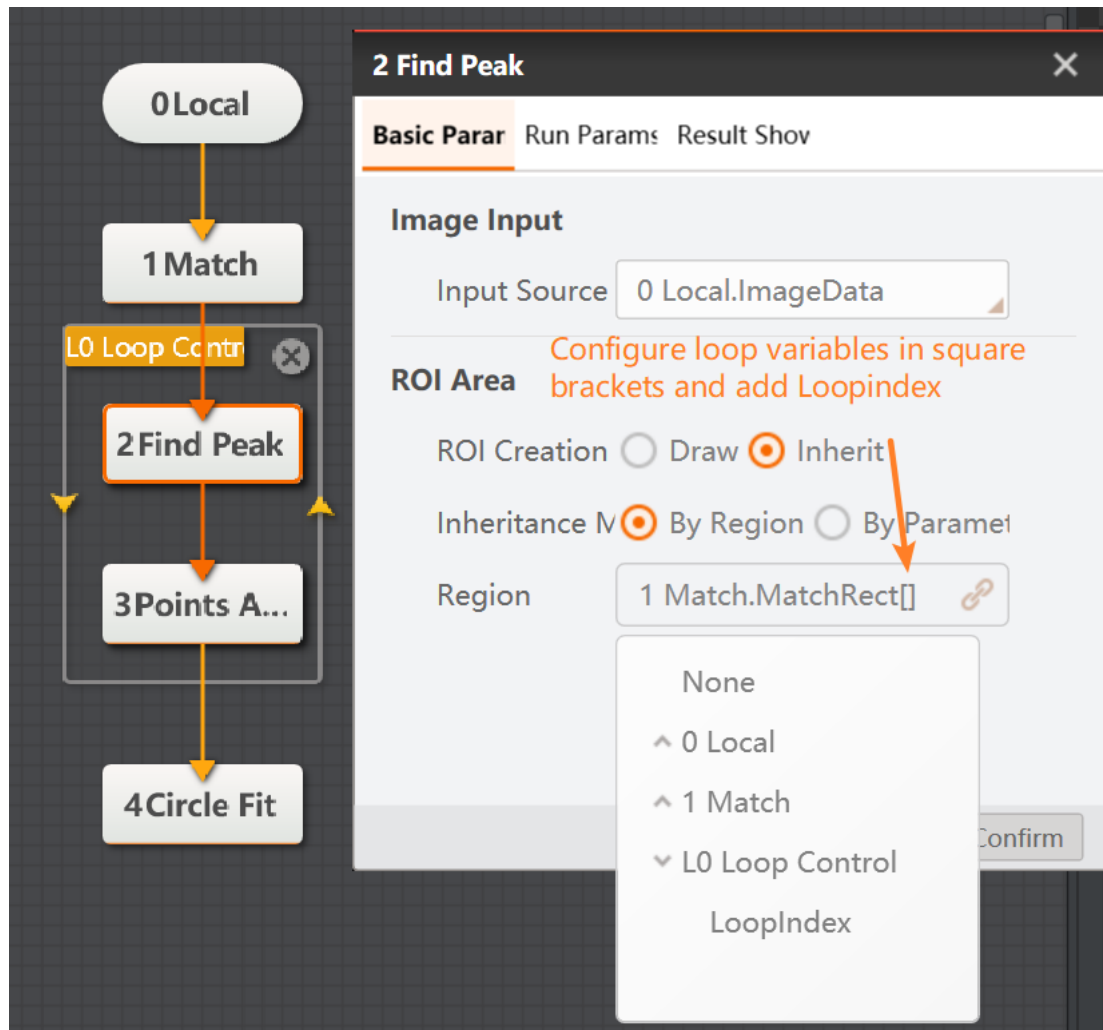 0Local
1Match
L0 Loop Contr
2Find Peak
3Points A...
4Circle Fit
2 Find Peak
Basic Parar Run Params Result Show
Image Input
Input Source 0 Local.ImageData
Configure loop variables in square
brackets and add Loopindex
ROI Area
ROI Creation Draw Inherit
Inheritance M By Region By Paramet
Region 1 Match.MatchRect[]
None
0 Local
1 Match
L0 Loop Control
LoopIndex
Confirm